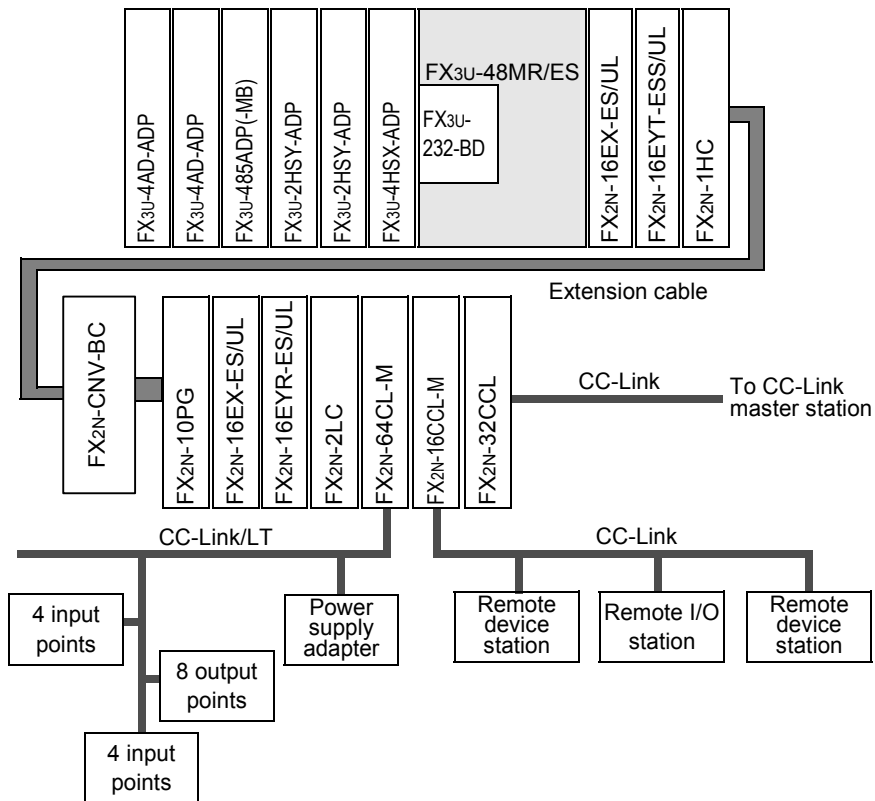 FX3U-4AD-ADP
FX3U-4AD-ADP
FX3U-485ADP(-MB)
FX3U-2HSY-ADP
FX3U-2HSY-ADP
FX3U-4HSX-ADP
FX3U-48MR/ES
FX3U-
232-BD
FX2N-16EX-ES/UL
FX2N-16EYT-ESS/UL
FX2N-1HC
Extension cable
FX2N-CNV-BC
FX2N-10PG
FX2N-16EX-ES/UL
FX2N-16EYR-ES/UL
FX2N-2LC
FX2N-64CL-M
FX2N-16CCL-M
FX2N-32CCL
CC-Link
To CC-Link
master station
CC-Link/LT
CC-Link
4 input
points
8 output
points
4 input
points
Power
supply
adapter
Remote
device
station
Remote I/O
station
Remote
device
station